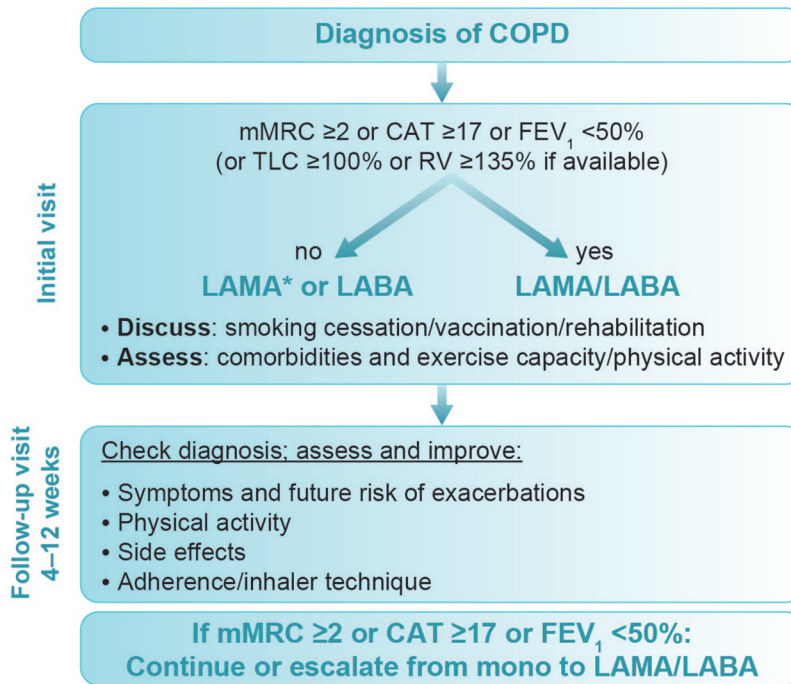 Diagnosis of COPD
Initial visit
mMRC ≥2 or CAT ≥17 or FEV₁ <50%
(or TLC ≥100% or RV ≥135% if available)
no
yes
LAMA* or LABA
LAMA/LABA
• Discuss: smoking cessation/vaccination/rehabilitation
• Assess: comorbidities and exercise capacity/physical activity
Follow-up visit
4–12 weeks
Check diagnosis; assess and improve:
• Symptoms and future risk of exacerbations
• Physical activity
• Side effects
• Adherence/inhaler technique
If mMRC ≥2 or CAT ≥17 or FEV₁ <50%:
Continue or escalate from mono to LAMA/LABA